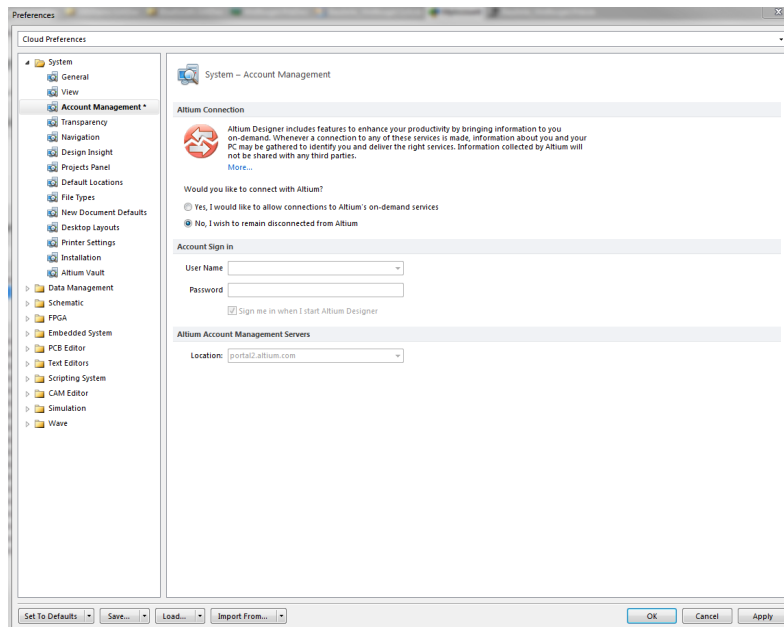 Preferences
Cloud Preferences
System
General
View
Account Management *
Transparency
Navigation
Design Insight
Projects Panel
Default Locations
File Types
New Document Defaults
Desktop Layouts
Printer Settings
Installation
Altium Vault
Data Management
Schematic
FPGA
Embedded System
PCB Editor
Text Editors
Scripting System
CAM Editor
Simulation
Wave
System – Account Management
Altium Connection
Altium Designer includes features to enhance your productivity by bringing information to you
on-demand. Whenever a connection to any of these services is made, information about you and your
PC may be gathered to identify you and deliver the right services. Information collected by Altium will
not be shared with any third parties.
More...
Would you like to connect with Altium?
Yes, I would like to allow connections to Altium's on-demand services
No, I wish to remain disconnected from Altium
Account Sign in
User Name
Password
Sign me in when I start Altium Designer
Altium Account Management Servers
Location: portal2.altium.com
Set To Defaults Save... Load... Import From... OK Cancel Apply